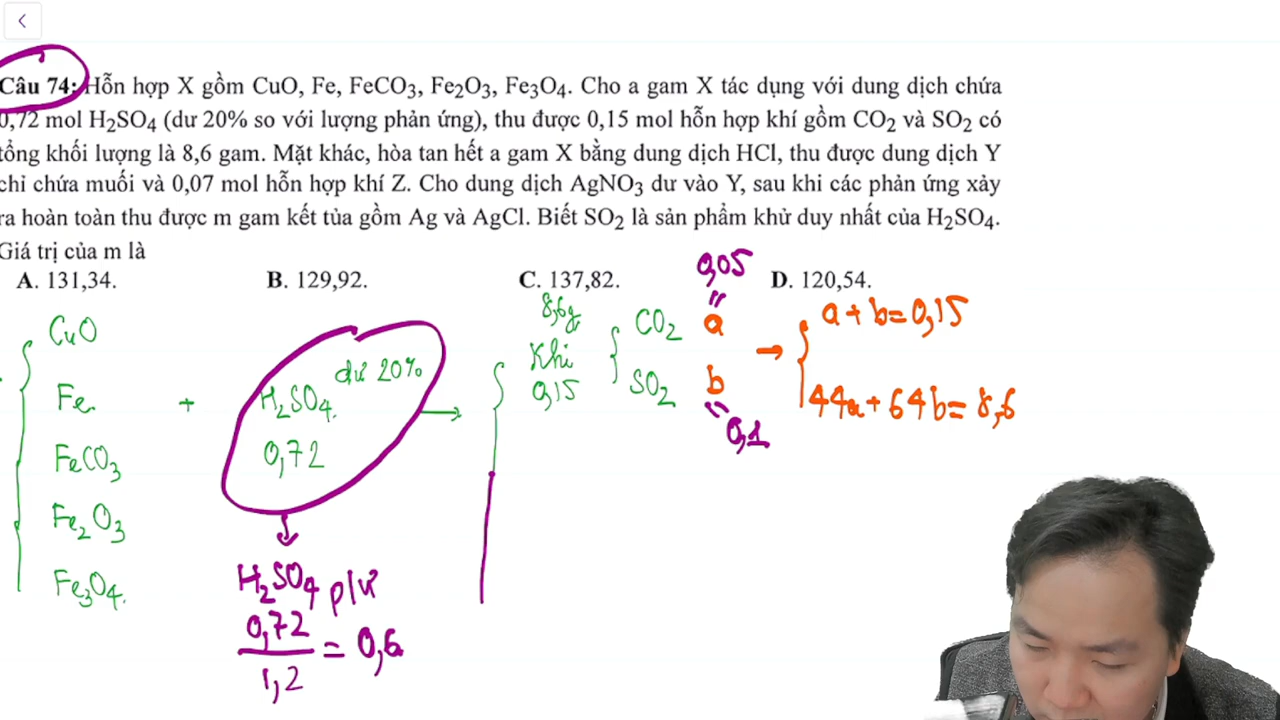 Câu 74: Hỗn hợp X gồm CuO, Fe, FeCO₃, Fe₂O₃, Fe₃O₄. Cho a gam X tác dụng với dung dịch chứa
0,72 mol H₂SO₄ (dư 20% so với lượng phản ứng), thu được 0,15 mol hỗn hợp khí gồm CO₂ và SO₂ có
tổng khối lượng là 8,6 gam. Mặt khác, hòa tan hết a gam X bằng dung dịch HCl, thu được dung dịch Y
chỉ chứa muối và 0,07 mol hỗn hợp khí Z. Cho dung dịch AgNO₃ dư vào Y, sau khi các phản ứng xảy
ra hoàn toàn thu được m gam kết tủa gồm Ag và AgCl. Biết SO₂ là sản phẩm khử duy nhất của H₂SO₄.
Giá trị của m là
A. 131,34. B. 129,92. C. 137,82. D. 120,54.
CuO
Fe
FeCO₃
Fe₂O₃
Fe₃O₄.
+
dư 20%
H₂SO₄.
0,72
H₂SO₄ p/ư
0,72 / 1,2 = 0,6
8,6g
Khí
0,15
CO₂ a = 0,05
SO₂ b = 0,1
a + b = 0,15
44a + 64b = 8,6